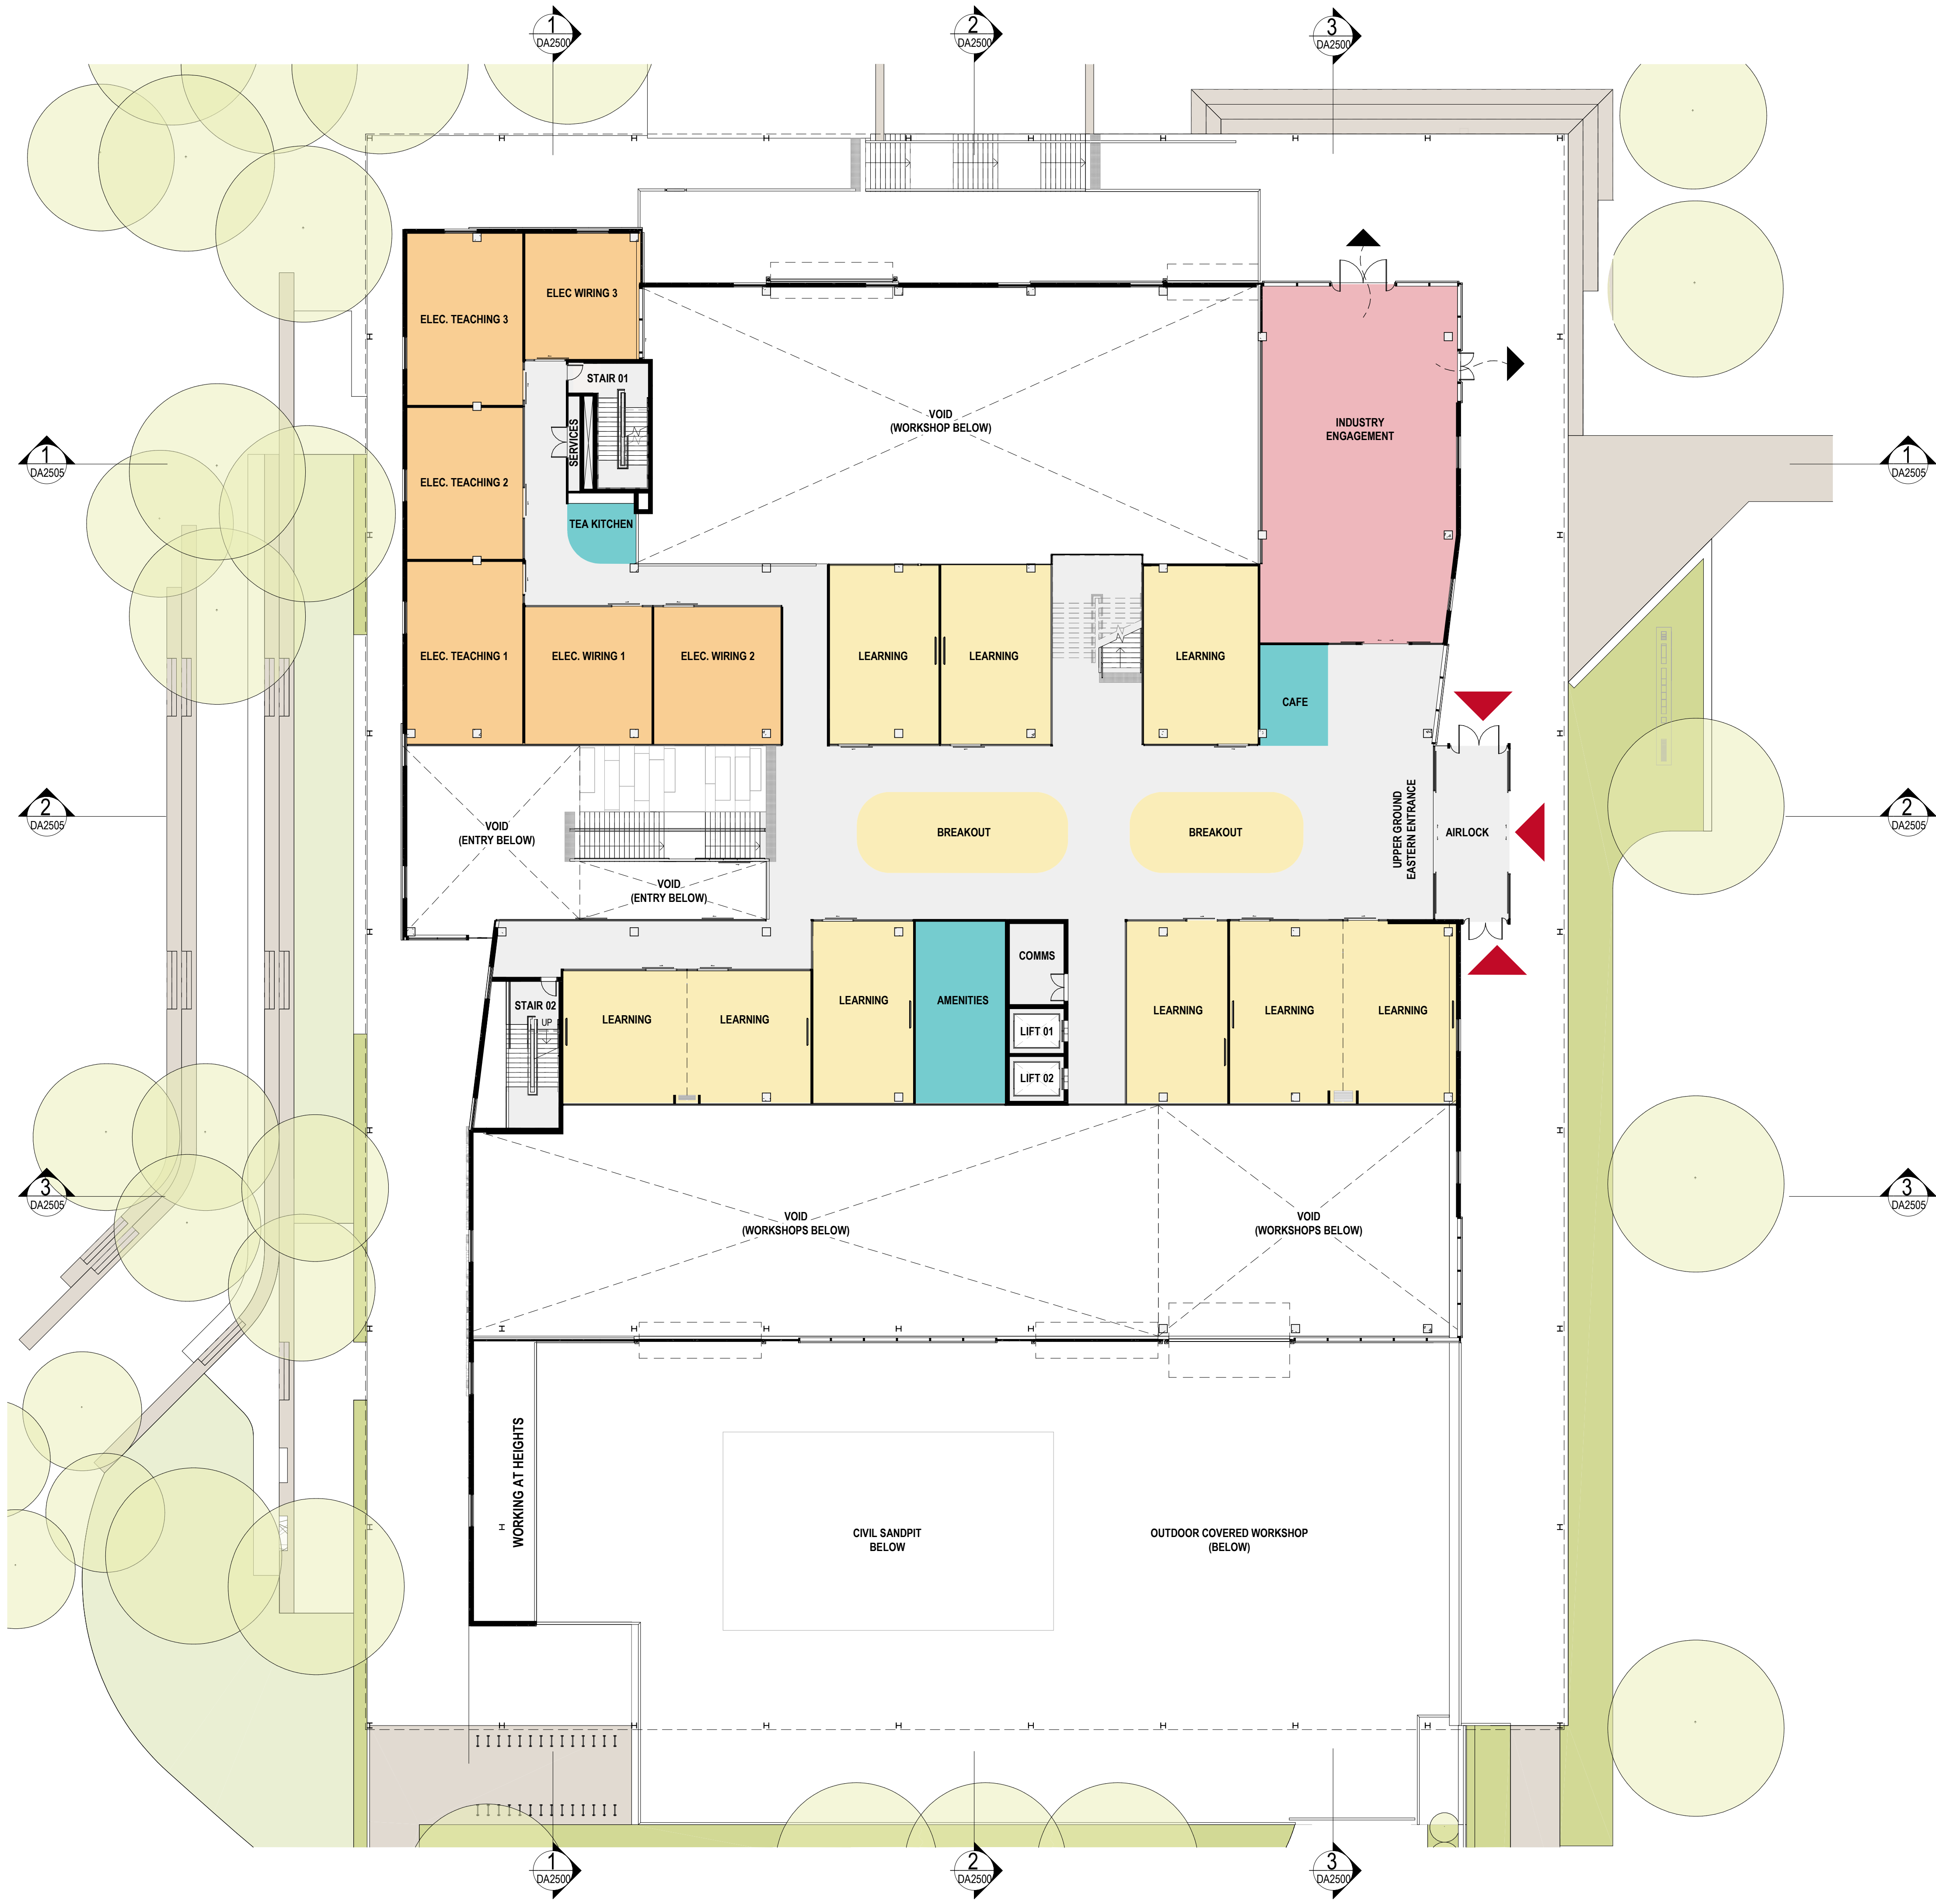 1
DA2500
2
DA2500
3
DA2500
ELEC. TEACHING 3
ELEC WIRING 3
STAIR 01
SERVICES
VOID
(WORKSHOP BELOW)
INDUSTRY
ENGAGEMENT
1
DA2505
1
DA2505
ELEC. TEACHING 2
TEA KITCHEN
ELEC. TEACHING 1
ELEC. WIRING 1
ELEC. WIRING 2
LEARNING
LEARNING
LEARNING
CAFE
2
DA2505
2
DA2505
VOID
(ENTRY BELOW)
VOID
(ENTRY BELOW)
BREAKOUT
BREAKOUT
UPPER GROUND
EASTERN ENTRANCE
AIRLOCK
STAIR 02
UP
LEARNING
LEARNING
LEARNING
AMENITIES
COMMS
LIFT 01
LIFT 02
LEARNING
LEARNING
LEARNING
3
DA2505
3
DA2505
VOID
(WORKSHOPS BELOW)
VOID
(WORKSHOPS BELOW)
WORKING AT HEIGHTS
CIVIL SANDPIT
BELOW
OUTDOOR COVERED WORKSHOP
(BELOW)
1
DA2500
2
DA2500
3
DA2500